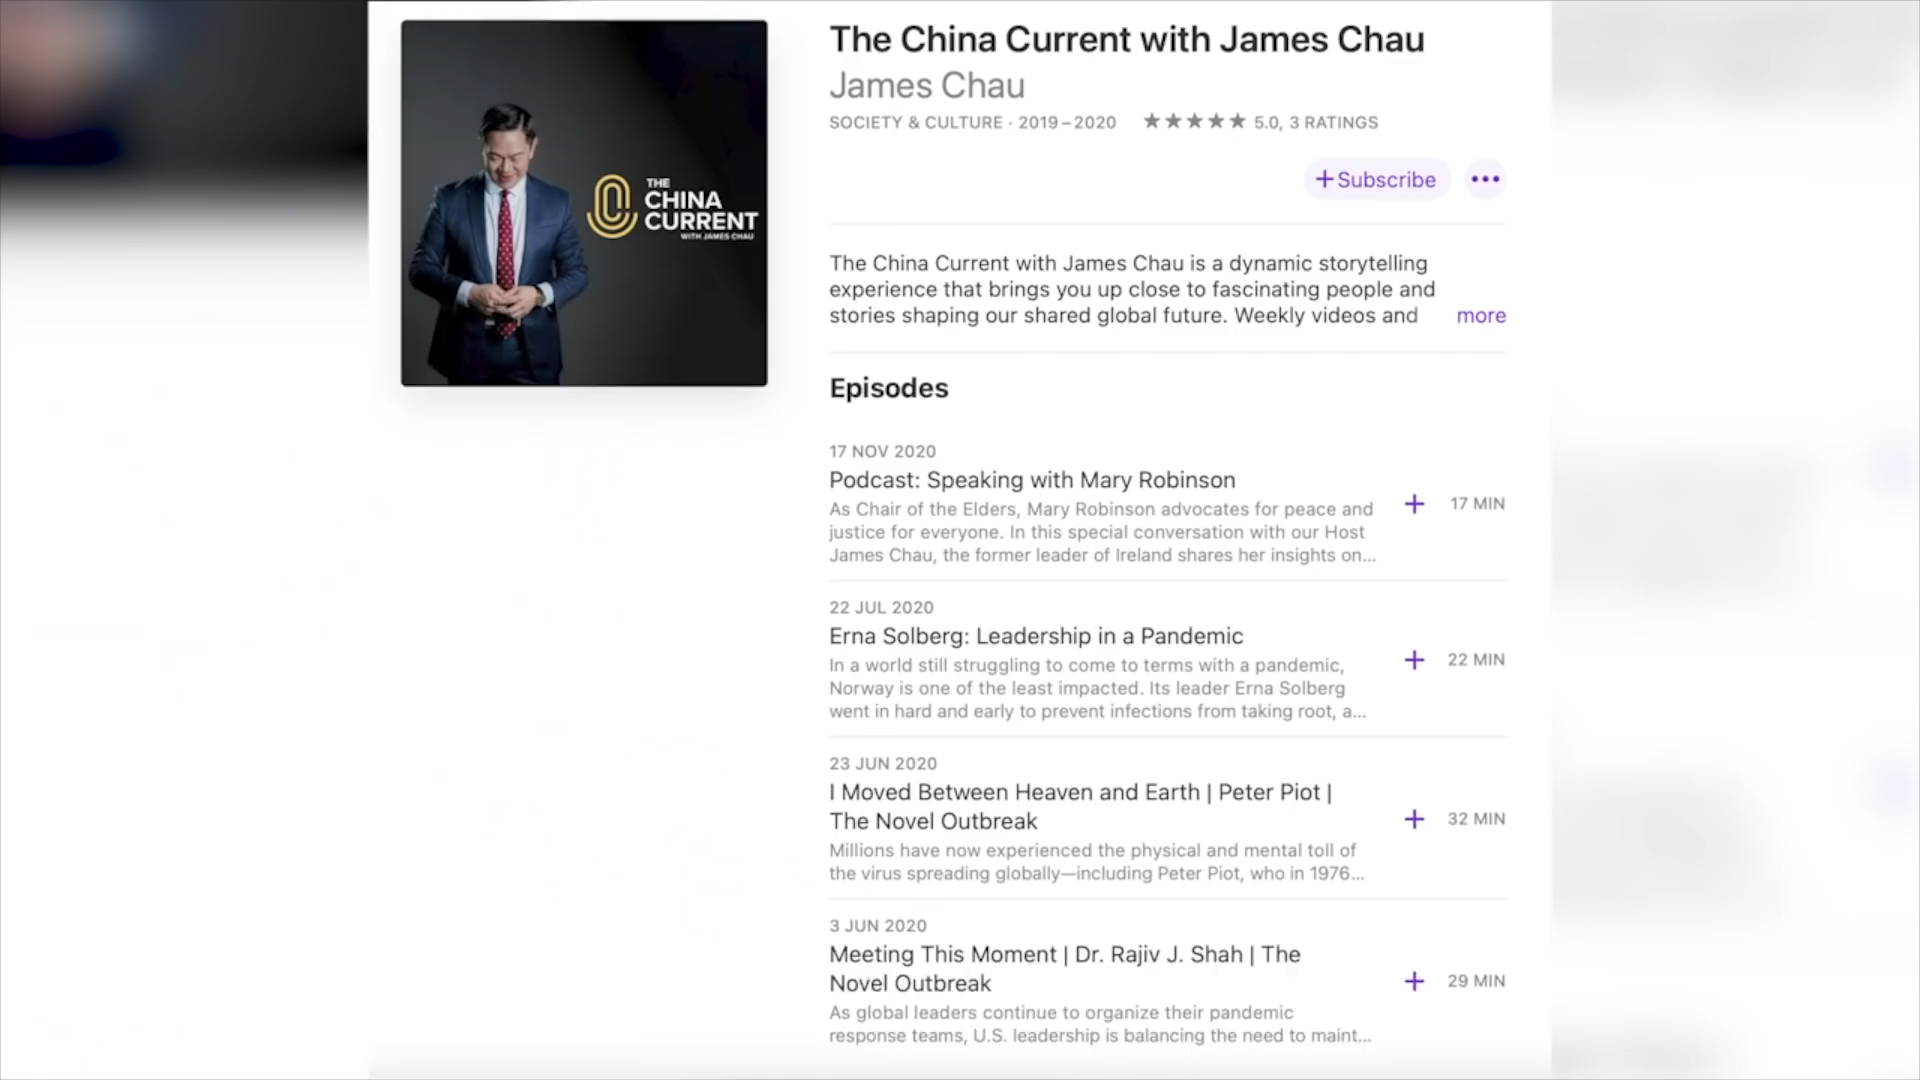 The China Current with James Chau
James Chau
SOCIETY & CULTURE · 2019–2020 ★★★★★ 5.0, 3 RATINGS
+ Subscribe •••
THE
CHINA
CURRENT
WITH JAMES CHAU
The China Current with James Chau is a dynamic storytelling
experience that brings you up close to fascinating people and
stories shaping our shared global future. Weekly videos and more
Episodes
17 NOV 2020
Podcast: Speaking with Mary Robinson
As Chair of the Elders, Mary Robinson advocates for peace and
justice for everyone. In this special conversation with our Host
James Chau, the former leader of Ireland shares her insights on...
+ 17 MIN
22 JUL 2020
Erna Solberg: Leadership in a Pandemic
In a world still struggling to come to terms with a pandemic,
Norway is one of the least impacted. Its leader Erna Solberg
went in hard and early to prevent infections from taking root, a...
+ 22 MIN
23 JUN 2020
I Moved Between Heaven and Earth | Peter Piot |
The Novel Outbreak
Millions have now experienced the physical and mental toll of
the virus spreading globally—including Peter Piot, who in 1976...
+ 32 MIN
3 JUN 2020
Meeting This Moment | Dr. Rajiv J. Shah | The
Novel Outbreak
As global leaders continue to organize their pandemic
response teams, U.S. leadership is balancing the need to maint...
+ 29 MIN